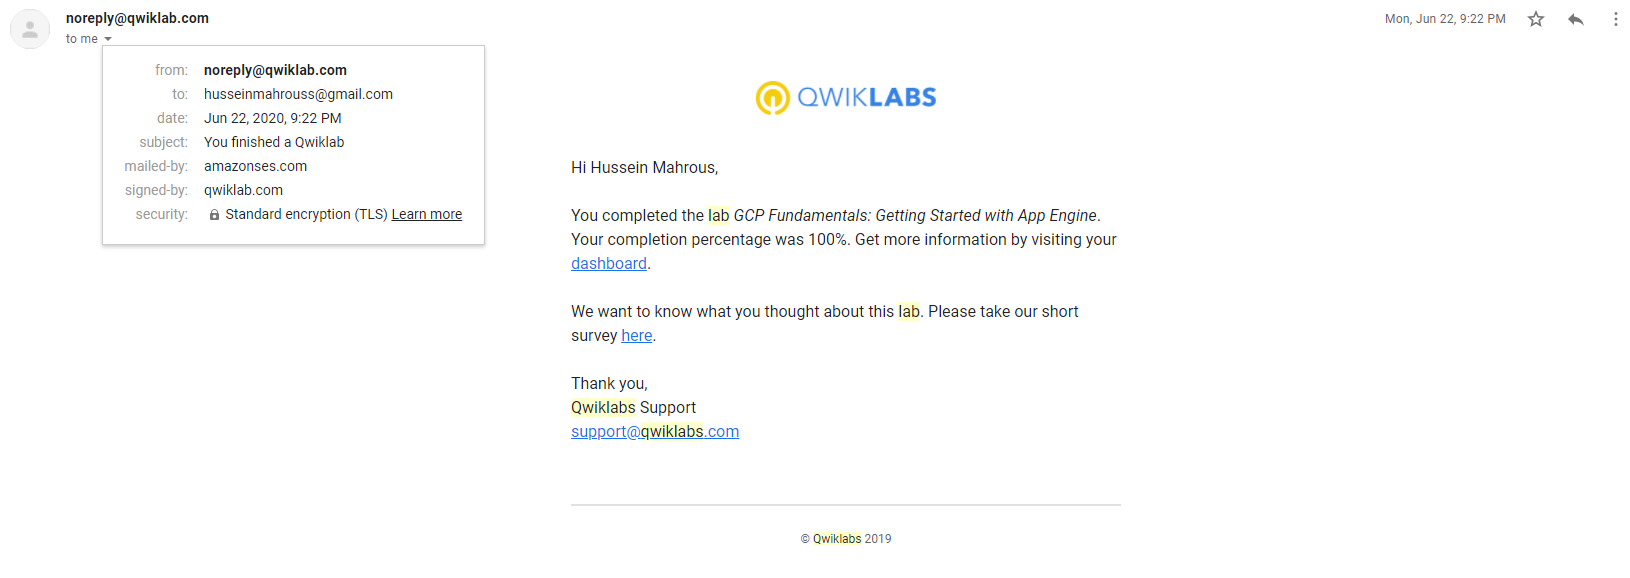 noreply@qwiklab.com
Mon, Jun 22, 9:22 PM
to me
from: noreply@qwiklab.com
to: husseinmahrouss@gmail.com
date: Jun 22, 2020, 9:22 PM
subject: You finished a Qwiklab
mailed-by: amazonses.com
signed-by: qwiklab.com
security: Standard encryption (TLS) Learn more
QWIKLABS
Hi Hussein Mahrous,
You completed the lab GCP Fundamentals: Getting Started with App Engine.
Your completion percentage was 100%. Get more information by visiting your
dashboard.
We want to know what you thought about this lab. Please take our short
survey here.
Thank you,
Qwiklabs Support
support@qwiklabs.com
© Qwiklabs 2019